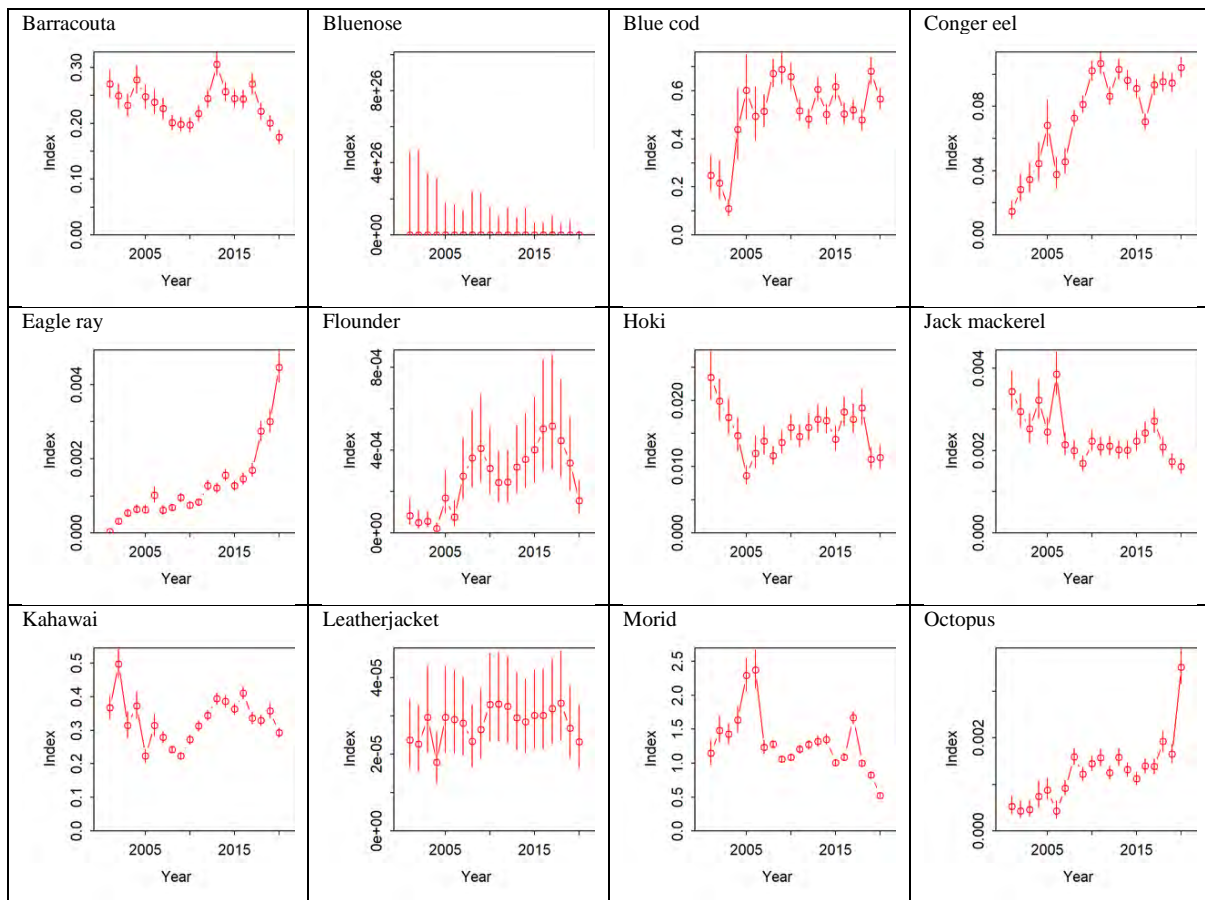 Barracouta
Bluenose
Blue cod
Conger eel
Index
0.00
0.10
0.20
0.30
2005
2015
Year
Index
0e+00
4e+26
8e+26
2005
2015
Year
Index
0.0
0.2
0.4
0.6
2005
2015
Year
Index
0.00
0.04
0.08
2005
2015
Year
Eagle ray
Flounder
Hoki
Jack mackerel
Index
0.000
0.002
0.004
2005
2015
Year
Index
0e+00
4e-04
8e-04
2005
2015
Year
Index
0.000
0.010
0.020
2005
2015
Year
Index
0.000
0.002
0.004
2005
2015
Year
Kahawai
Leatherjacket
Morid
Octopus
Index
0.0
0.1
0.2
0.3
0.4
0.5
2005
2015
Year
Index
0e+00
2e-05
4e-05
2005
2015
Year
Index
0.0
0.5
1.0
1.5
2.0
2.5
2005
2015
Year
Index
0.000
0.002
2005
2015
Year